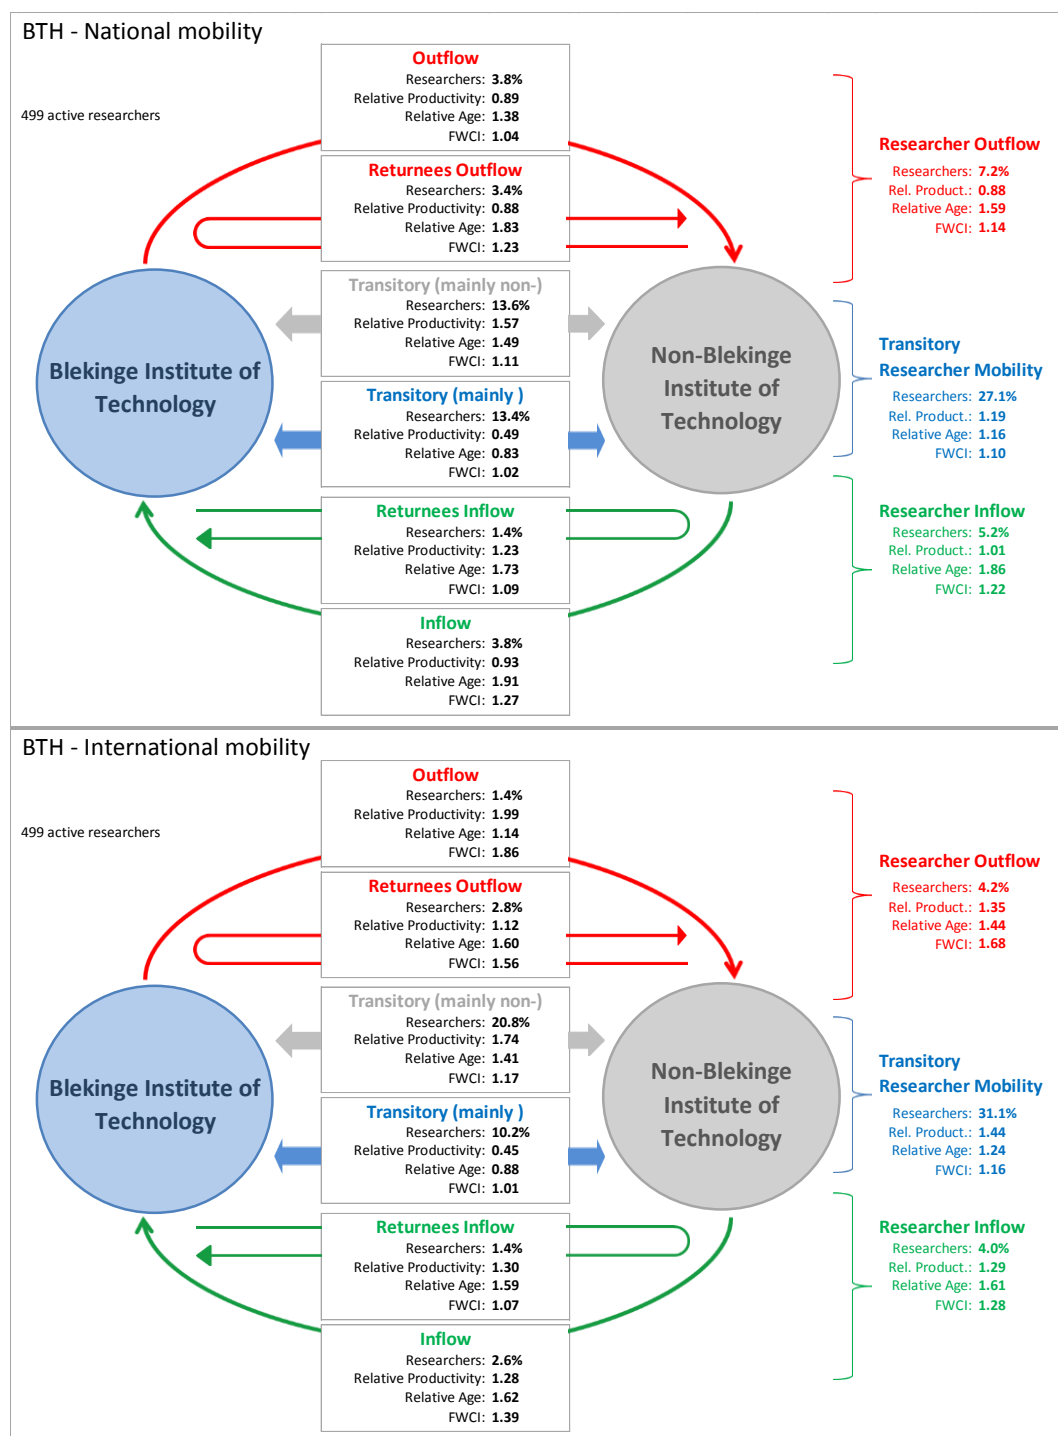 BTH - National mobility
499 active researchers
Outflow
Researchers: 3.8%
Relative Productivity: 0.89
Relative Age: 1.38
FWCI: 1.04
Returnees Outflow
Researchers: 3.4%
Relative Productivity: 0.88
Relative Age: 1.83
FWCI: 1.23
Transitory (mainly non-)
Researchers: 13.6%
Relative Productivity: 1.57
Relative Age: 1.49
FWCI: 1.11
Transitory (mainly )
Researchers: 13.4%
Relative Productivity: 0.49
Relative Age: 0.83
FWCI: 1.02
Returnees Inflow
Researchers: 1.4%
Relative Productivity: 1.23
Relative Age: 1.73
FWCI: 1.09
Inflow
Researchers: 3.8%
Relative Productivity: 0.93
Relative Age: 1.91
FWCI: 1.27
Blekinge Institute of
Technology
Non-Blekinge
Institute of
Technology
Researcher Outflow
Researchers: 7.2%
Rel. Product.: 0.88
Relative Age: 1.59
FWCI: 1.14
Transitory
Researcher Mobility
Researchers: 27.1%
Rel. Product.: 1.19
Relative Age: 1.16
FWCI: 1.10
Researcher Inflow
Researchers: 5.2%
Rel. Product.: 1.01
Relative Age: 1.86
FWCI: 1.22
BTH - International mobility
499 active researchers
Outflow
Researchers: 1.4%
Relative Productivity: 1.99
Relative Age: 1.14
FWCI: 1.86
Returnees Outflow
Researchers: 2.8%
Relative Productivity: 1.12
Relative Age: 1.60
FWCI: 1.56
Transitory (mainly non-)
Researchers: 20.8%
Relative Productivity: 1.74
Relative Age: 1.41
FWCI: 1.17
Transitory (mainly )
Researchers: 10.2%
Relative Productivity: 0.45
Relative Age: 0.88
FWCI: 1.01
Returnees Inflow
Researchers: 1.4%
Relative Productivity: 1.30
Relative Age: 1.59
FWCI: 1.07
Inflow
Researchers: 2.6%
Relative Productivity: 1.28
Relative Age: 1.62
FWCI: 1.39
Blekinge Institute of
Technology
Non-Blekinge
Institute of
Technology
Researcher Outflow
Researchers: 4.2%
Rel. Product.: 1.35
Relative Age: 1.44
FWCI: 1.68
Transitory
Researcher Mobility
Researchers: 31.1%
Rel. Product.: 1.44
Relative Age: 1.24
FWCI: 1.16
Researcher Inflow
Researchers: 4.0%
Rel. Product.: 1.29
Relative Age: 1.61
FWCI: 1.28